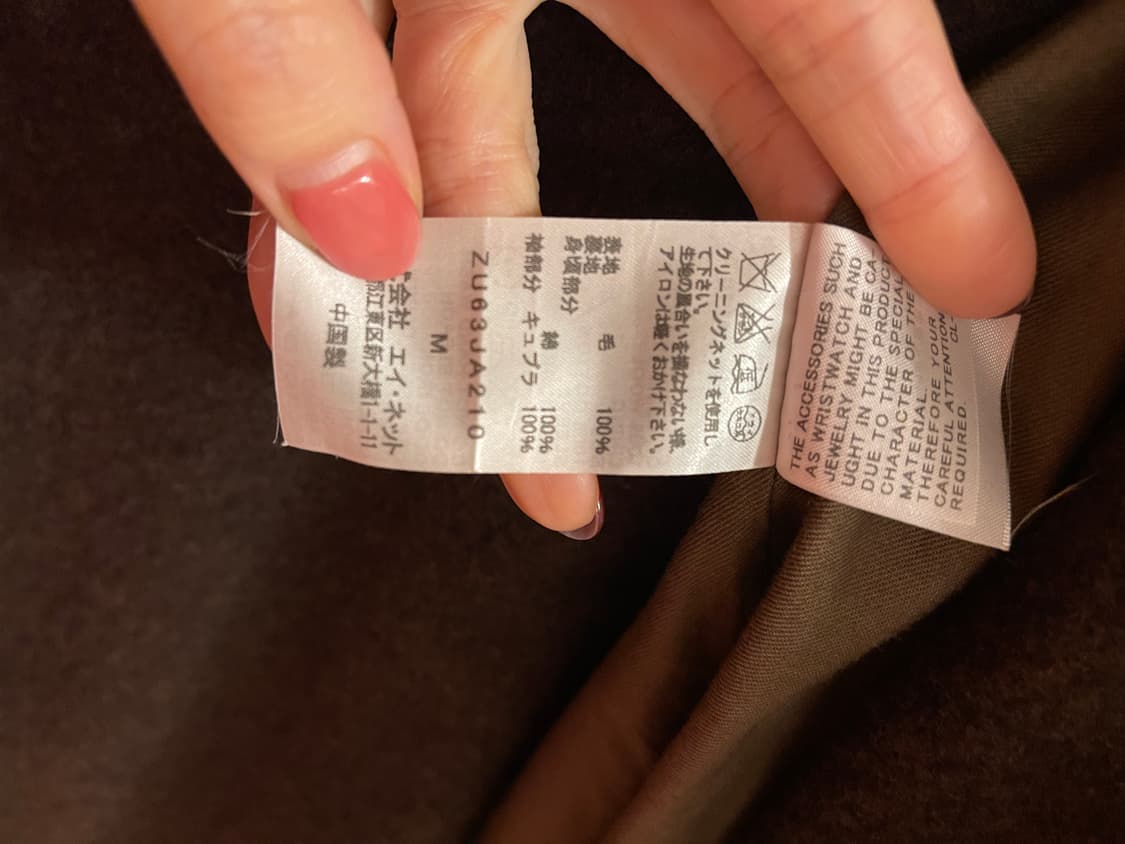 クリーニングネットを使用し
て下さい。
生地の風合いを損なわない様、
アイロンは軽くおかけ下さい。
表地 毛 100%
裏地
身頃部分 綿 100%
袖部分 キュプラ 100%
ZU63JA210
M
会社 エイ・ネット
都江東区新大橋1-1-11
中国製
THE ACCESSORIES SUCH
AS WRISTWATCH AND
JEWELRY MIGHT BE CA-
UGHT IN THIS PRODUCT
DUE TO THE SPECIAL
CHARACTER OF THE
MATERIAL.
THEREFORE YOUR
CAREFUL ATTENTION
REQUIRED.